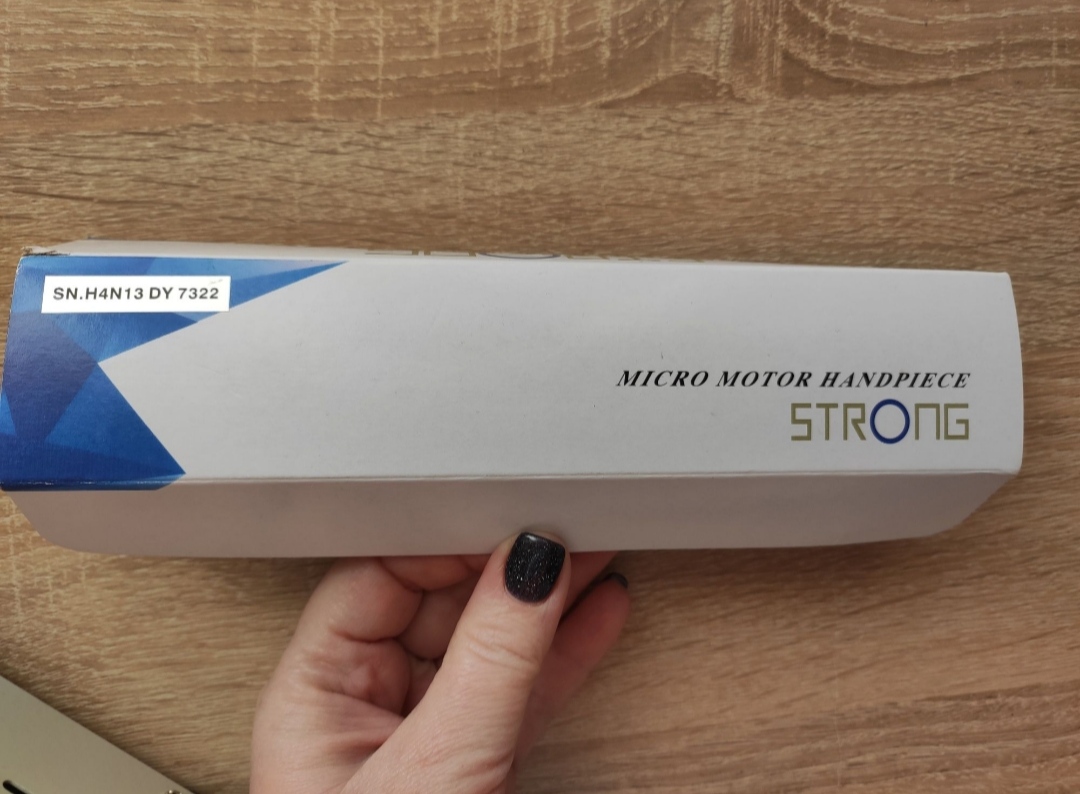 SN.H4N13 DY 7322
MICRO MOTOR HANDPIECE
STRONG